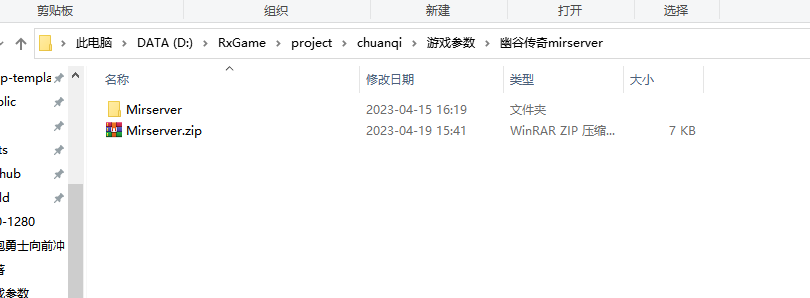 剪贴板 组织 新建 打开 选择
此电脑 › DATA (D:) › RxGame › project › chuanqi › 游戏参数 › 幽谷传奇mirserver
名称 修改日期 类型 大小
Mirserver 2023-04-15 16:19 文件夹
Mirserver.zip 2023-04-19 15:41 WinRAR ZIP 压缩... 7 KB
p-templa
blic
ts
hub
ld
0-1280
包勇士向前冲
戏参数